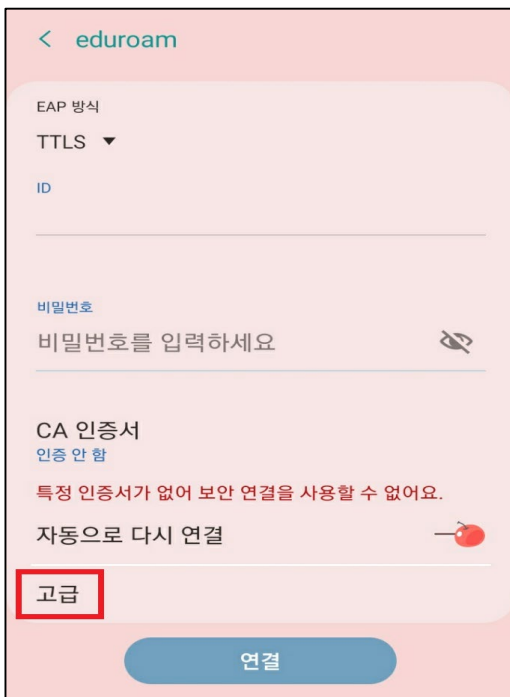 eduroam
EAP 방식
TTLS
ID
비밀번호
비밀번호를 입력하세요
CA 인증서
인증 안 함
특정 인증서가 없어 보안 연결을 사용할 수 없어요.
자동으로 다시 연결
고급
연결